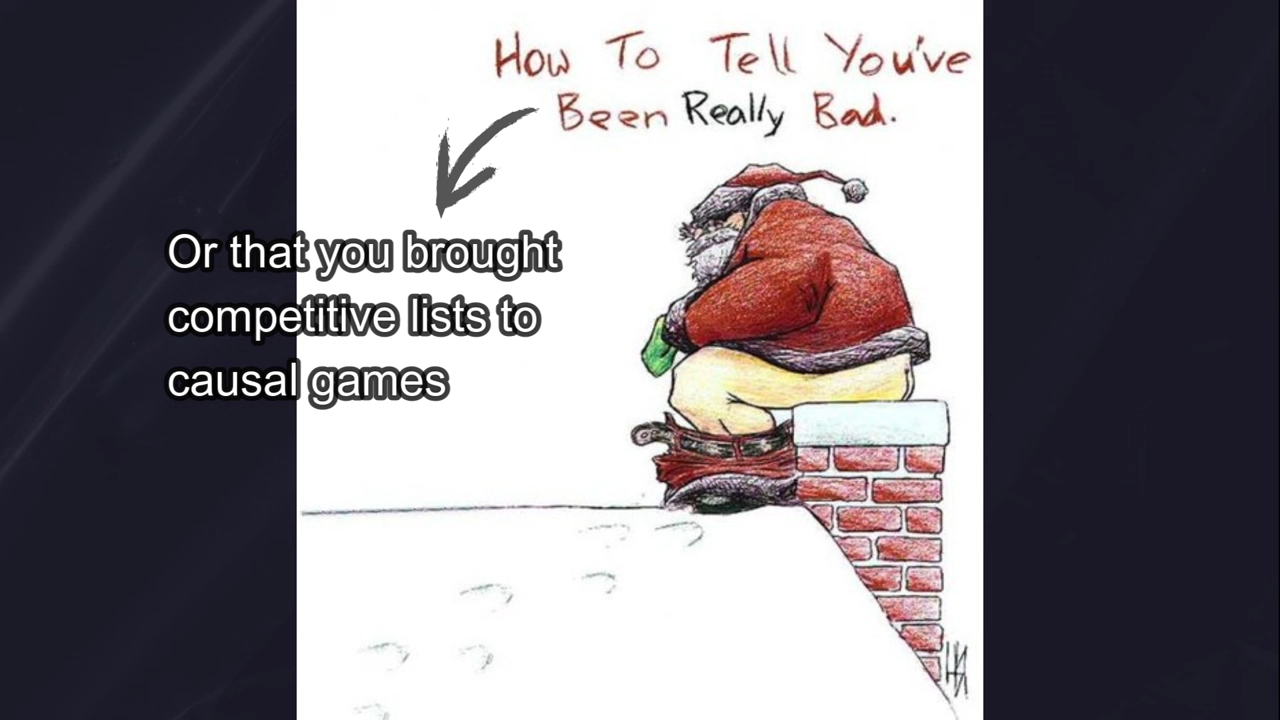 How To Tell You've
Been Really Bad.
Or that you brought
competitive lists to
causal games